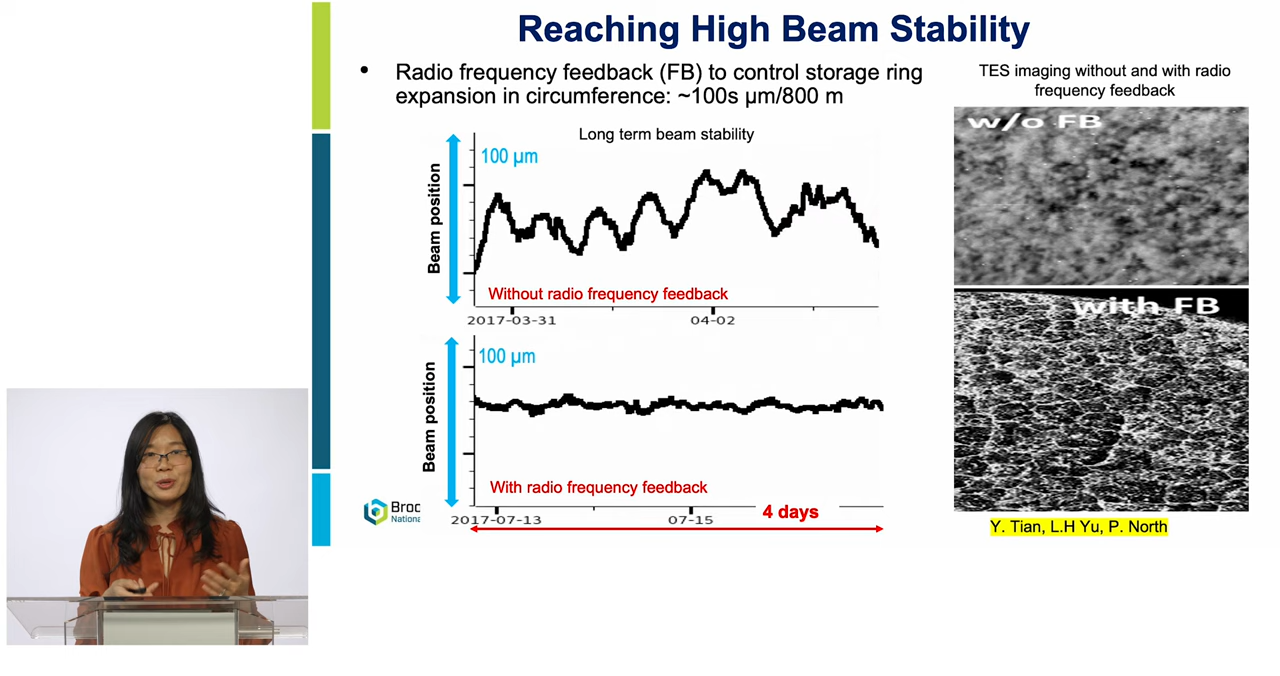 Reaching High Beam Stability
• Radio frequency feedback (FB) to control storage ring
expansion in circumference: ~100s µm/800 m
Long term beam stability
100 µm
Beam position
Without radio frequency feedback
2017-03-31 04-02
100 µm
Beam position
With radio frequency feedback
2017-07-13 07-15
4 days
TES imaging without and with radio
frequency feedback
w/o FB
with FB
Y. Tian, L.H Yu, P. North
National